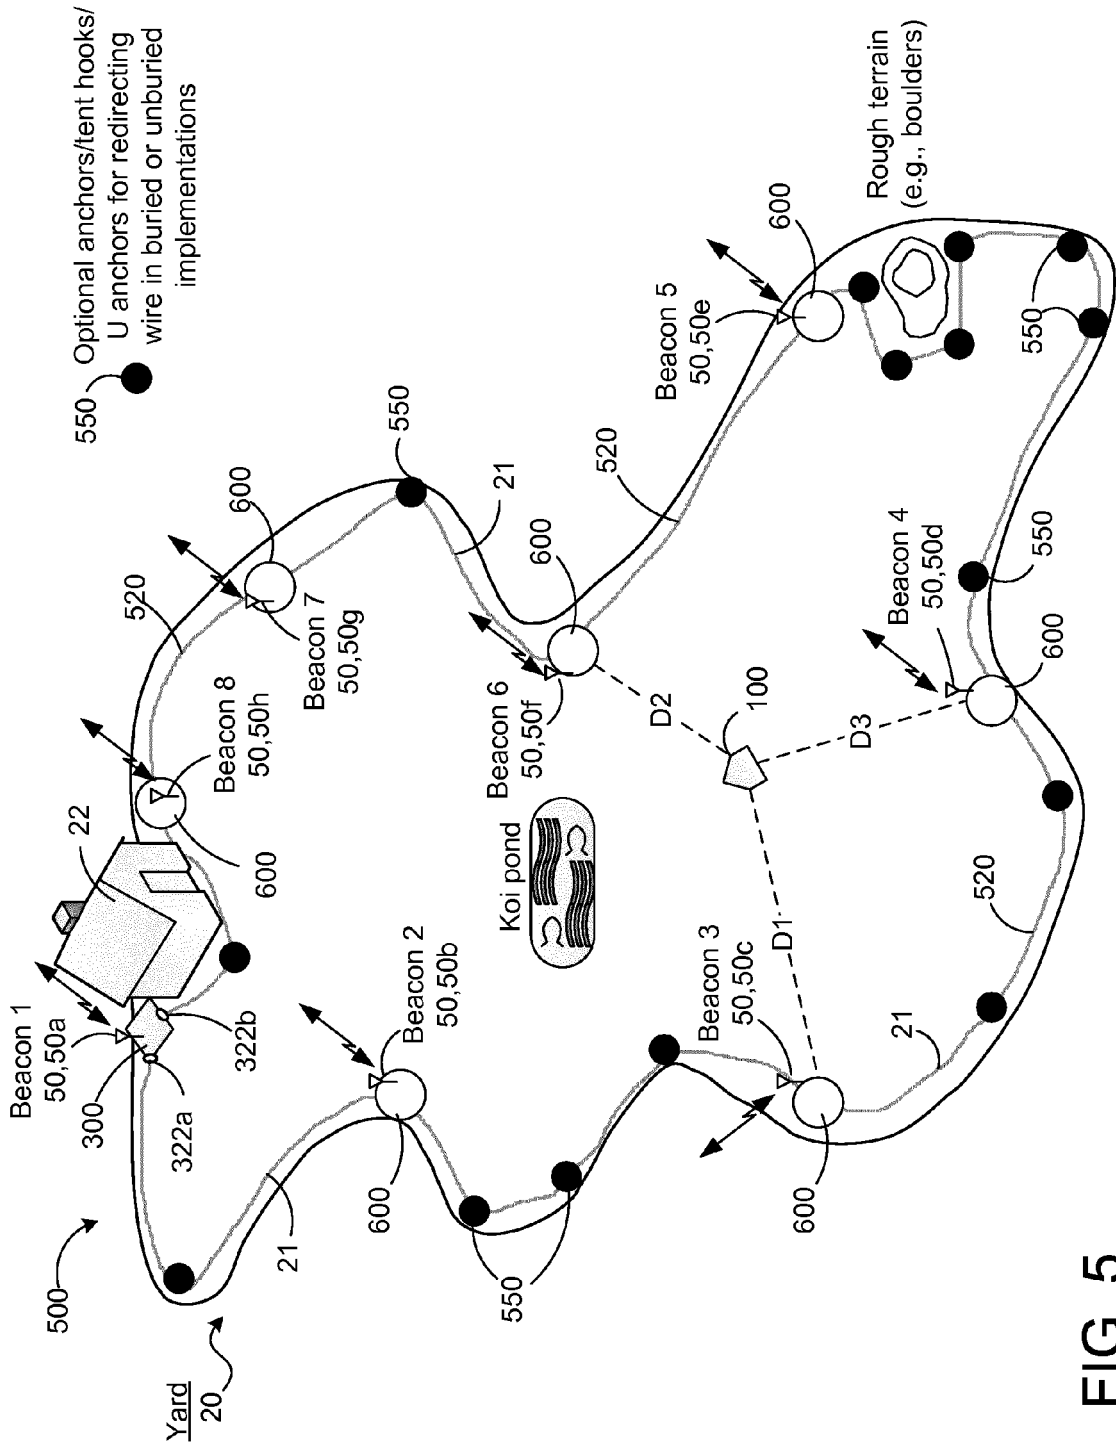 550
Optional anchors/tent hooks/
U anchors for redirecting
wire in buried or unburied
implementations
500
Beacon 1
50,50a
300
322a
322b
22
Yard
20
520
Beacon 8
50,50h
600
600
Beacon 7
50,50g
550
21
21
Beacon 2
50,50b
600
Beacon 6
50,50f
600
21
520
550
Koi pond
D2
100
Beacon 5
50,50e
600
Beacon 3
50,50c
D1
D3
600
Rough terrain
(e.g., boulders)
Beacon 4
50,50d
21
520
600
550
550
FIG. 5